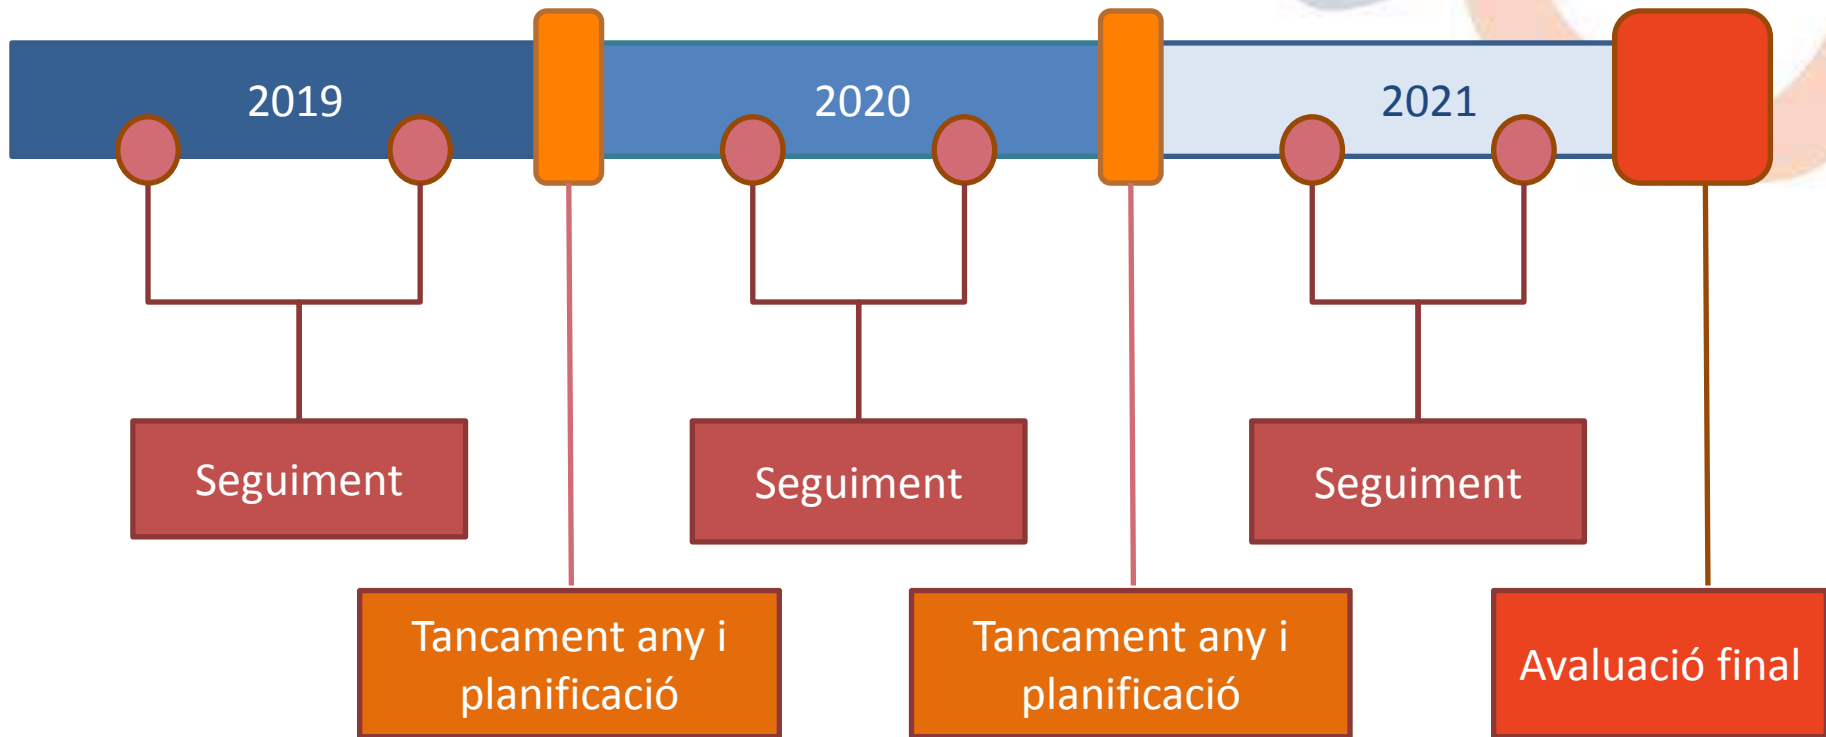 2019
2020
2021
Seguiment
Seguiment
Seguiment
Tancament any i
planificació
Tancament any i
planificació
Avaluació final